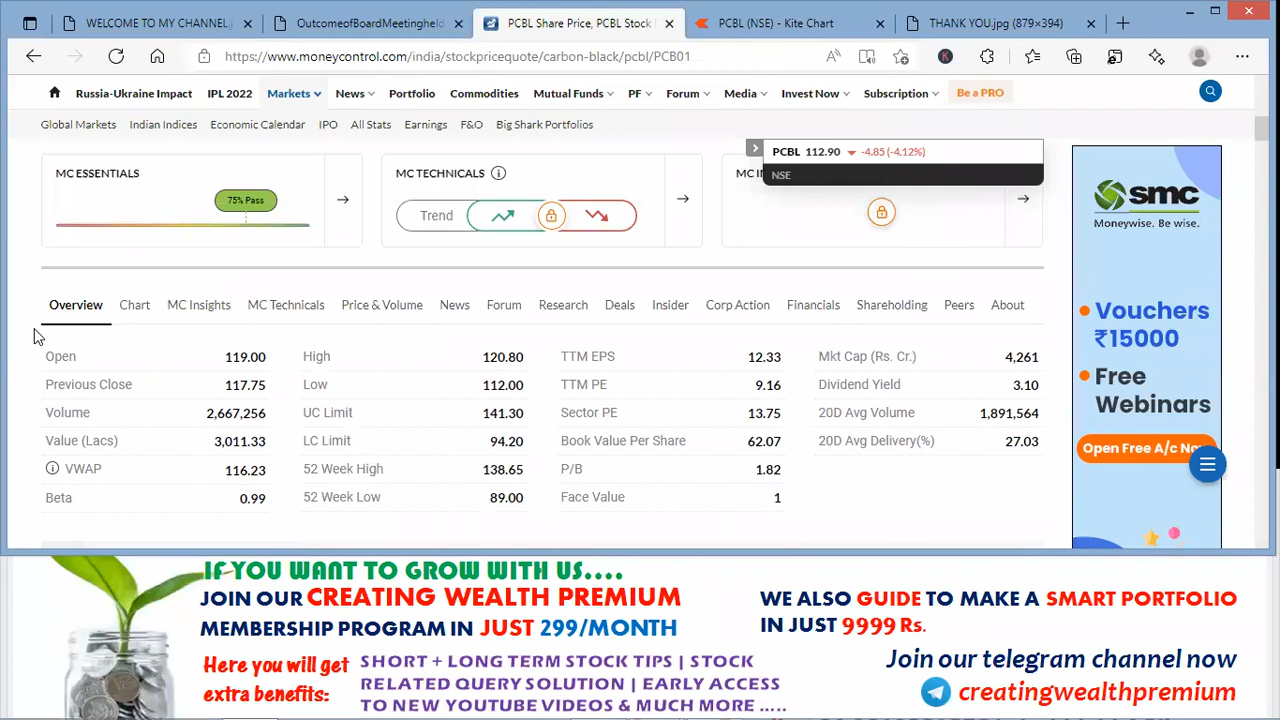 WELCOME TO MY CHANNEL.j
OutcomeofBoardMeetingheld
PCBL Share Price, PCBL Stock
PCBL (NSE) - Kite Chart
THANK YOU.jpg (879×394)
https://www.moneycontrol.com/india/stockpricequote/carbon-black/pcbl/PCB01
Russia-Ukraine Impact IPL 2022 Markets News Portfolio Commodities Mutual Funds PF Forum Media Invest Now Subscription Be a PRO
Global Markets Indian Indices Economic Calendar IPO All Stats Earnings F&O Big Shark Portfolios
PCBL 112.90 -4.85 (-4.12%)
NSE
MC ESSENTIALS
75% Pass
MC TECHNICALS
Trend
MC IN
smc
Moneywise. Be wise.
Overview Chart MC Insights MC Technicals Price & Volume News Forum Research Deals Insider Corp Action Financials Shareholding Peers About
Open 119.00 High 120.80 TTM EPS 12.33 Mkt Cap (Rs. Cr.) 4,261
Previous Close 117.75 Low 112.00 TTM PE 9.16 Dividend Yield 3.10
Volume 2,667,256 UC Limit 141.30 Sector PE 13.75 20D Avg Volume 1,891,564
Value (Lacs) 3,011.33 LC Limit 94.20 Book Value Per Share 62.07 20D Avg Delivery(%) 27.03
VWAP 116.23 52 Week High 138.65 P/B 1.82
Beta 0.99 52 Week Low 89.00 Face Value 1
Vouchers
₹15000
Free
Webinars
Open Free A/c Now
IF YOU WANT TO GROW WITH US....
JOIN OUR CREATING WEALTH PREMIUM
MEMBERSHIP PROGRAM IN JUST 299/MONTH
Here you will get
extra benefits:
SHORT + LONG TERM STOCK TIPS | STOCK
RELATED QUERY SOLUTION | EARLY ACCESS
TO NEW YOUTUBE VIDEOS & MUCH MORE .....
WE ALSO GUIDE TO MAKE A SMART PORTFOLIO
IN JUST 9999 Rs.
Join our telegram channel now
creatingwealthpremium